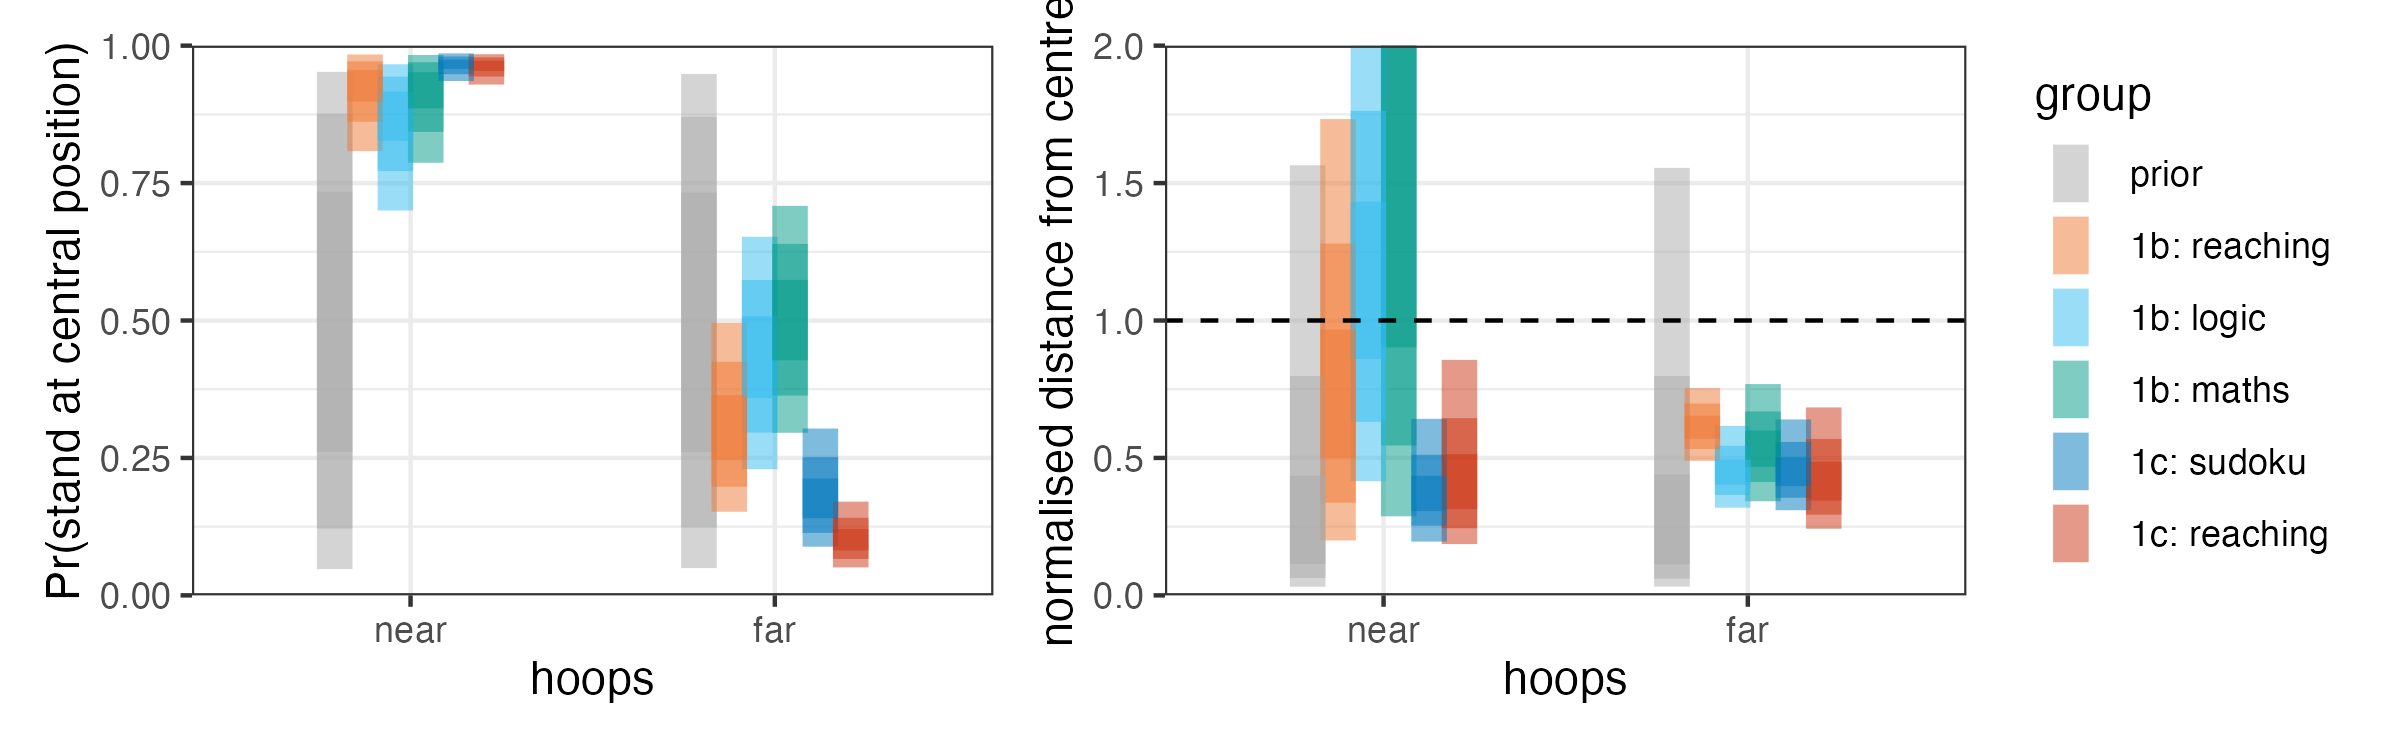 Pr(stand at central position)
1.00
0.75
0.50
0.25
0.00
near
far
hoops
normalised distance from centre
2.0
1.5
1.0
0.5
0.0
near
far
hoops
group
prior
1b: reaching
1b: logic
1b: maths
1c: sudoku
1c: reaching